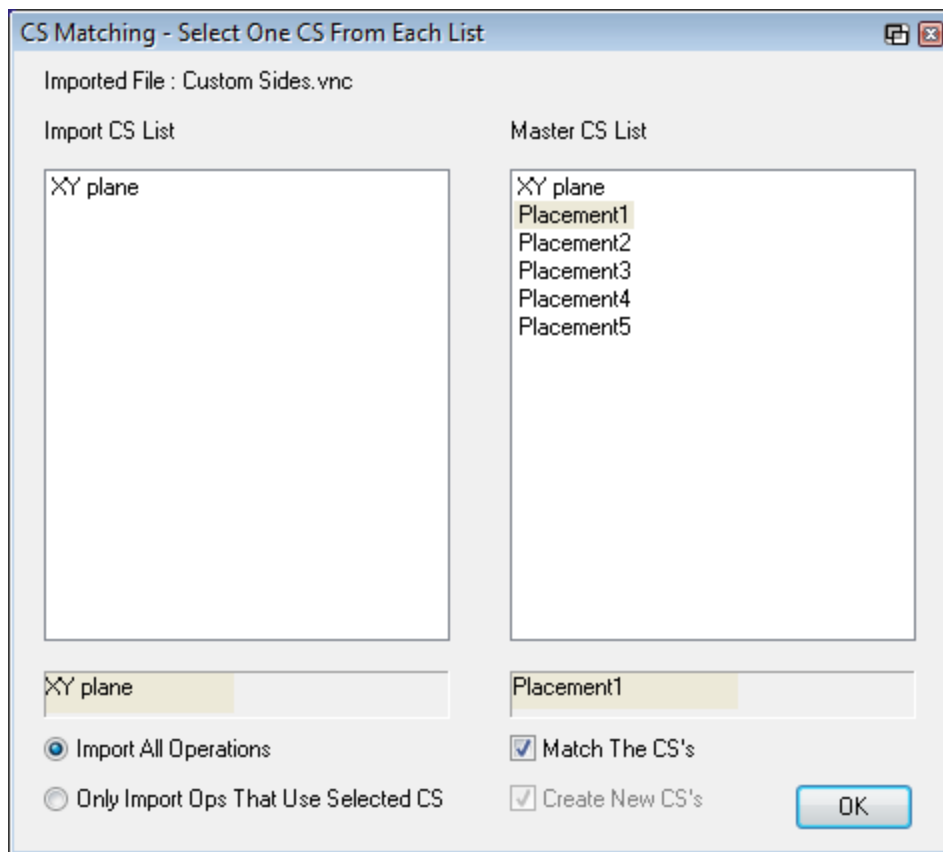 CS Matching - Select One CS From Each List
Imported File : Custom Sides.vnc
Import CS List
Master CS List
XY plane
XY plane
Placement1
Placement2
Placement3
Placement4
Placement5
XY plane
Placement1
Import All Operations
Match The CS's
Only Import Ops That Use Selected CS
Create New CS's
OK